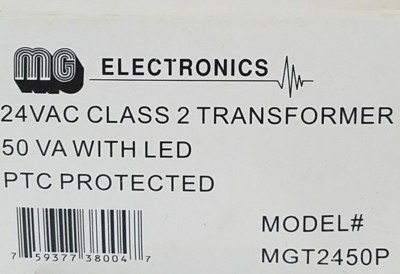 mg ELECTRONICS
24VAC CLASS 2 TRANSFORMER
50 VA WITH LED
PTC PROTECTED
MODEL#
MGT2450P
7 59377 38004 7